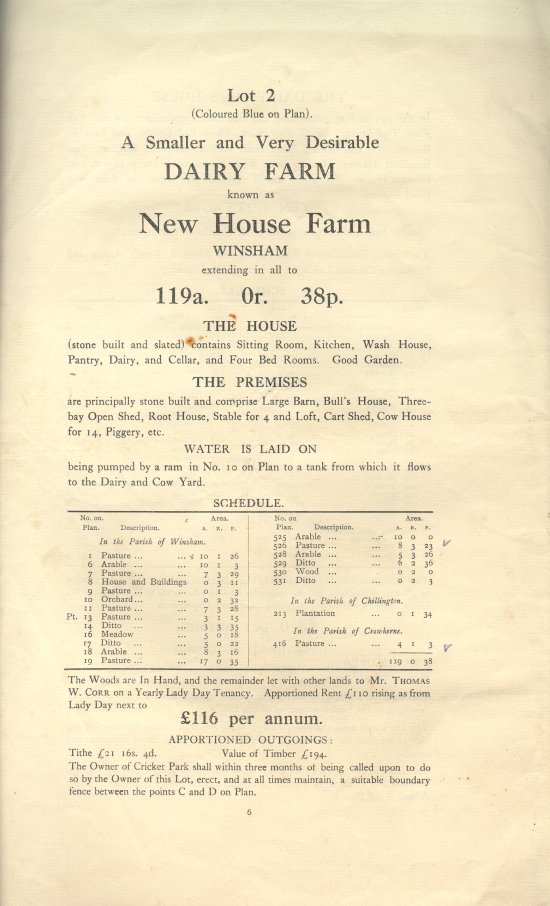 Lot 2
(Coloured Blue on Plan).
A Smaller and Very Desirable
DAIRY FARM
known as
New House Farm
WINSHAM
extending in all to
119a. 0r. 38p.
THE HOUSE
(stone built and slated) contains Sitting Room, Kitchen, Wash House,
Pantry, Dairy, and Cellar, and Four Bed Rooms. Good Garden.
THE PREMISES
are principally stone built and comprise Large Barn, Bull's House, Three-
bay Open Shed, Root House, Stable for 4 and Loft, Cart Shed, Cow House
for 14, Piggery, etc.
WATER IS LAID ON
being pumped by a ram in No. 10 on Plan to a tank from which it flows
to the Dairy and Cow Yard.
SCHEDULE.
No. on Area.
Plan. Description. A. R. P.
In the Parish of Winsham.
1 Pasture ... ... 10 1 26
6 Arable ... ... 10 1 3
7 Pasture ... ... 7 3 29
8 House and Buildings 0 3 11
9 Pasture ... ... 0 1 3
10 Orchard ... ... 0 2 32
11 Pasture ... ... 7 3 28
Pt. 13 Pasture ... ... 3 1 15
14 Ditto ... ... 3 3 35
16 Meadow ... 5 0 18
17 Ditto ... ... 5 0 22
18 Arable ... ... 8 3 16
19 Pasture ... ... 17 0 35
No. on Area.
Plan. Description. A. R. P.
525 Arable ... ... 10 0 0
526 Pasture ... ... 8 3 23
528 Arable ... ... 5 3 26
529 Ditto ... ... 6 2 36
530 Wood ... ... 0 2 0
531 Ditto ... ... 0 2 3
In the Parish of Chillington.
213 Plantation ... 0 1 34
In the Parish of Crewkerne.
416 Pasture ... ... 4 1 3
119 0 38
The Woods are In Hand, and the remainder let with other lands to Mr. THOMAS
W. CORR on a Yearly Lady Day Tenancy. Apportioned Rent £110 rising as from
Lady Day next to
£116 per annum.
APPORTIONED OUTGOINGS:
Tithe £21 16s. 4d. Value of Timber £194.
The Owner of Cricket Park shall within three months of being called upon to do
so by the Owner of this Lot, erect, and at all times maintain, a suitable boundary
fence between the points C and D on Plan.
6